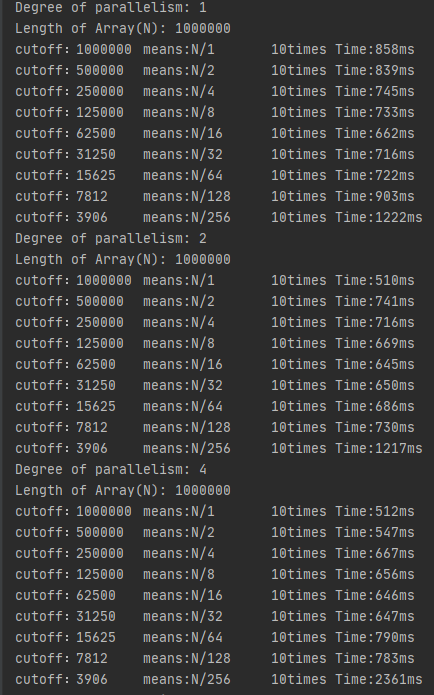 Degree of parallelism: 1
Length of Array(N): 1000000
cutoff：1000000 means:N/1 10times Time:858ms
cutoff：500000 means:N/2 10times Time:839ms
cutoff：250000 means:N/4 10times Time:745ms
cutoff：125000 means:N/8 10times Time:733ms
cutoff：62500 means:N/16 10times Time:662ms
cutoff：31250 means:N/32 10times Time:716ms
cutoff：15625 means:N/64 10times Time:722ms
cutoff：7812 means:N/128 10times Time:903ms
cutoff：3906 means:N/256 10times Time:1222ms
Degree of parallelism: 2
Length of Array(N): 1000000
cutoff：1000000 means:N/1 10times Time:510ms
cutoff：500000 means:N/2 10times Time:741ms
cutoff：250000 means:N/4 10times Time:716ms
cutoff：125000 means:N/8 10times Time:669ms
cutoff：62500 means:N/16 10times Time:645ms
cutoff：31250 means:N/32 10times Time:650ms
cutoff：15625 means:N/64 10times Time:686ms
cutoff：7812 means:N/128 10times Time:730ms
cutoff：3906 means:N/256 10times Time:1217ms
Degree of parallelism: 4
Length of Array(N): 1000000
cutoff：1000000 means:N/1 10times Time:512ms
cutoff：500000 means:N/2 10times Time:547ms
cutoff：250000 means:N/4 10times Time:667ms
cutoff：125000 means:N/8 10times Time:656ms
cutoff：62500 means:N/16 10times Time:646ms
cutoff：31250 means:N/32 10times Time:647ms
cutoff：15625 means:N/64 10times Time:790ms
cutoff：7812 means:N/128 10times Time:783ms
cutoff：3906 means:N/256 10times Time:2361ms